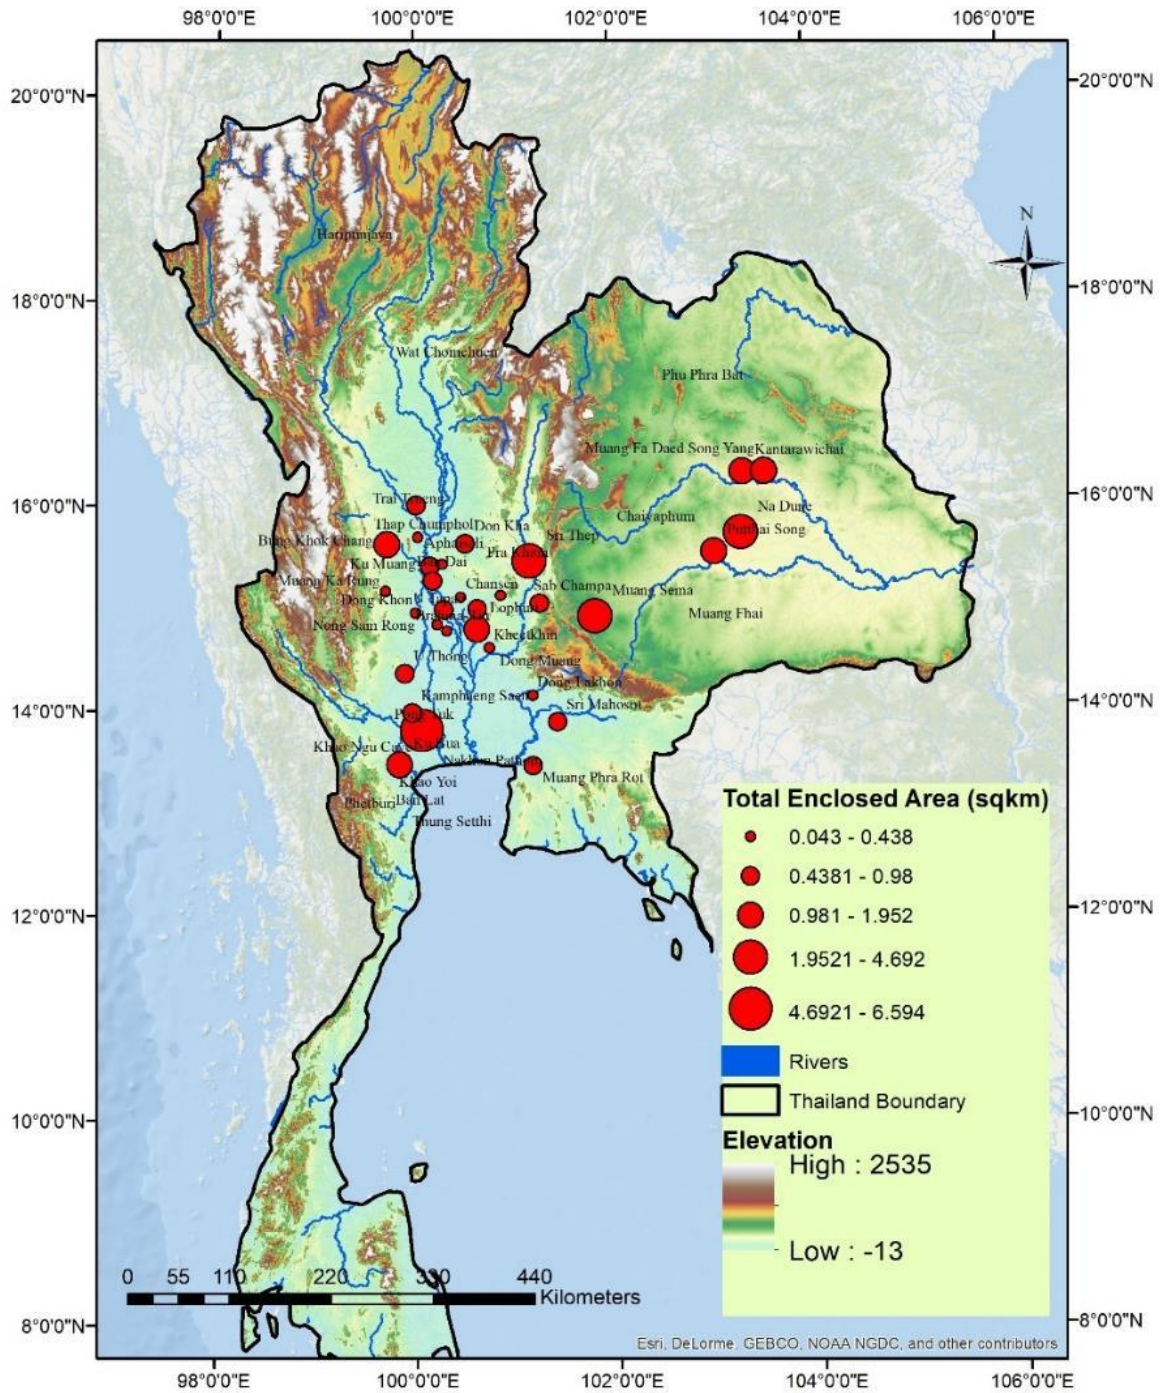 98°0'0"E 100°0'0"E 102°0'0"E 104°0'0"E 106°0'0"E
20°0'0"N 20°0'0"N
N
Haripunjaya
18°0'0"N 18°0'0"N
Wat Chomchuen
Phu Phra Bat
Muang Fa Daed Song Yang Kantarawichai
16°0'0"N 16°0'0"N
Trai Trueng
Na Dune
Chaiyaphum
Thap Chumphol Don Kha
Sri Thep
Bung Khok Chang
Ku Muang Dai
Muang Fhai
Chansen Sab Champa Muang Sema
Dong Khon
Nong Sam Rong
Kheetkhin
U Thong Dong Muang
Dong Lakhon
Kamphaeng Saen
14°0'0"N 14°0'0"N
Sri Mahosot
Khao Ngu Cave
Nakhon Pathom
Muang Phra Rot
Khao Yoi
Phetburi Ban Lat
Thung Setthi
Total Enclosed Area (sqkm)
0.043 - 0.438
0.4381 - 0.98
0.981 - 1.952
1.9521 - 4.692
4.6921 - 6.594
12°0'0"N 12°0'0"N
Rivers
Thailand Boundary
10°0'0"N 10°0'0"N
Elevation
High : 2535
Low : -13
0 55 110 220 330 440
Kilometers
8°0'0"N 8°0'0"N
Esri, DeLorme, GEBCO, NOAA NGDC, and other contributors
98°0'0"E 100°0'0"E 102°0'0"E 104°0'0"E 106°0'0"E